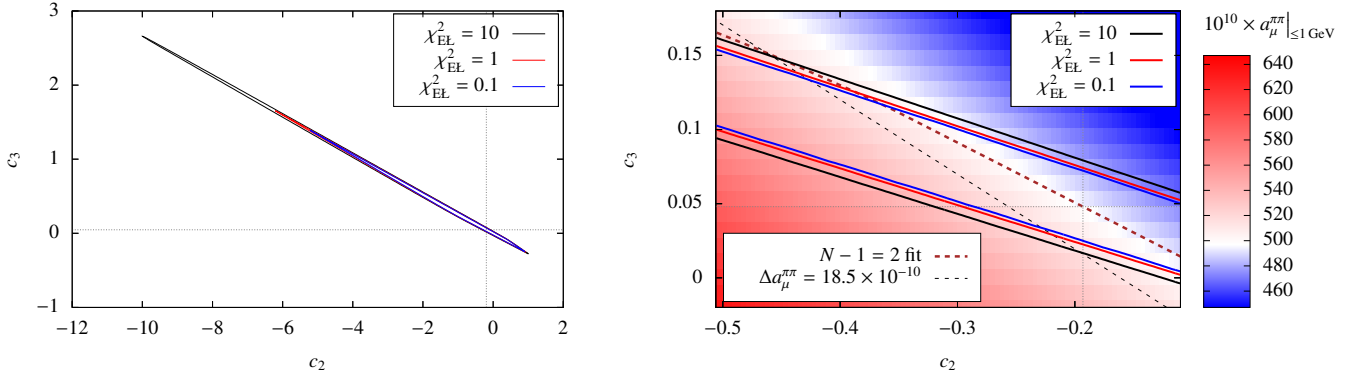 3
2
1
0
−1
−12
−10
−8
−6
−4
−2
0
2
c₃
c₂
χ²_EŁ = 10
χ²_EŁ = 1
χ²_EŁ = 0.1
0.15
0.1
0.05
0
−0.5
−0.4
−0.3
−0.2
c₃
c₂
χ²_EŁ = 10
χ²_EŁ = 1
χ²_EŁ = 0.1
N − 1 = 2 fit
Δa_μ^ππ = 18.5 × 10⁻¹⁰
10¹⁰ × a_μ^ππ|_≤1 GeV
640
620
600
580
560
540
520
500
480
460